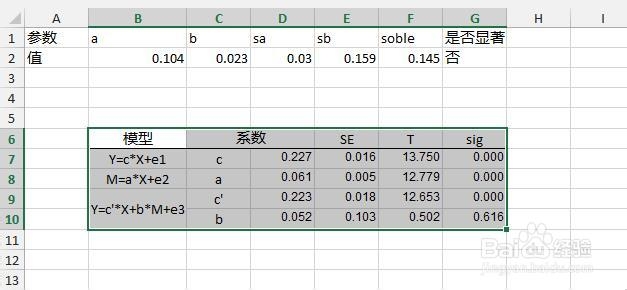 A B C D E F G H I
1 参数 a b sa sb soble 是否显著
2 值 0.104 0.023 0.03 0.159 0.145 否
3
4
5
6 模型 系数 SE T sig
7 Y=c*X+e1 c 0.227 0.016 13.750 0.000
8 M=a*X+e2 a 0.061 0.005 12.779 0.000
9 Y=c'*X+b*M+e3 c' 0.223 0.018 12.653 0.000
10 b 0.052 0.103 0.502 0.616
11
12
13
Baidu 经验
jingyan.baidu.com